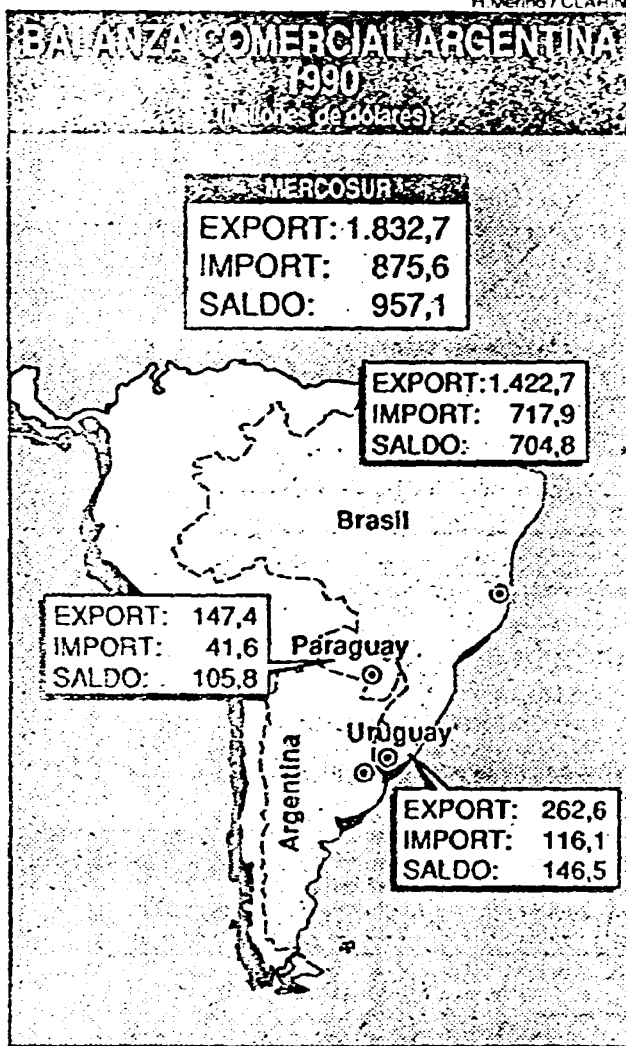 H.Merino / CLARIN
BALANZA COMERCIAL ARGENTINA
1990
(Millones de dólares)
MERCOSUR
EXPORT: 1.832,7
IMPORT: 875,6
SALDO: 957,1
EXPORT: 1.422,7
IMPORT: 717,9
SALDO: 704,8
Brasil
EXPORT: 147,4
IMPORT: 41,6
SALDO: 105,8
Paraguay
Uruguay
Argentina
EXPORT: 262,6
IMPORT: 116,1
SALDO: 146,5